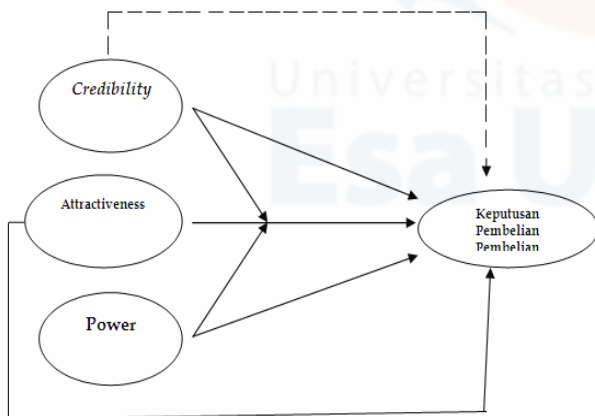 Credibility
Universitas
Esa U
Attractiveness
Keputusan
Pembelian
Pembelian
Power